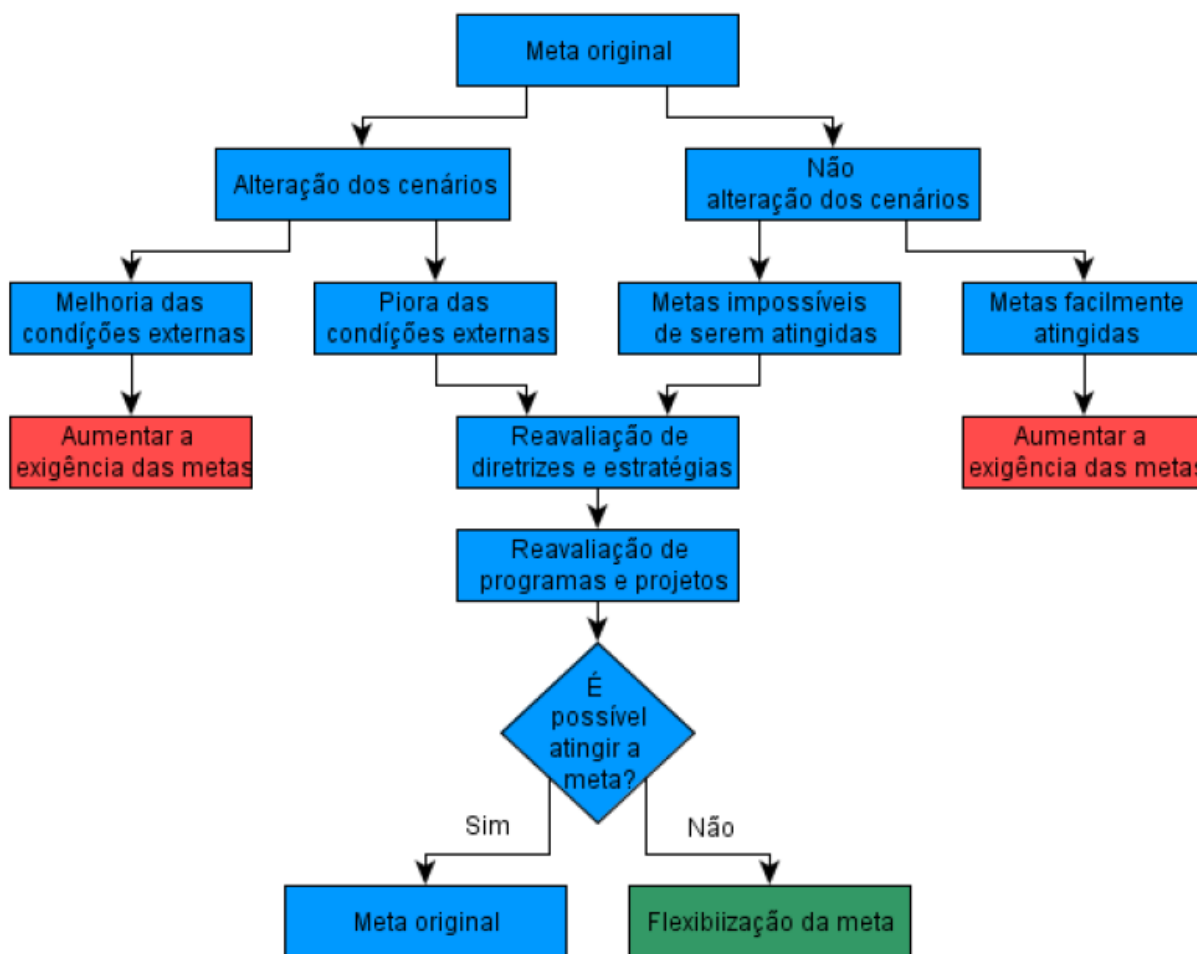 Meta original
Alteração dos cenários
Não
alteração dos cenários
Melhoria das
condições externas
Piora das
condições externas
Metas impossíveis
de serem atingidas
Metas facilmente
atingidas
Aumentar a
exigência das metas
Reavaliação de
diretrizes e estratégias
Aumentar a
exigência das metas
Reavaliação de
programas e projetos
É
possível
atingir a
meta?
Sim
Não
Meta original
Flexibiização da meta